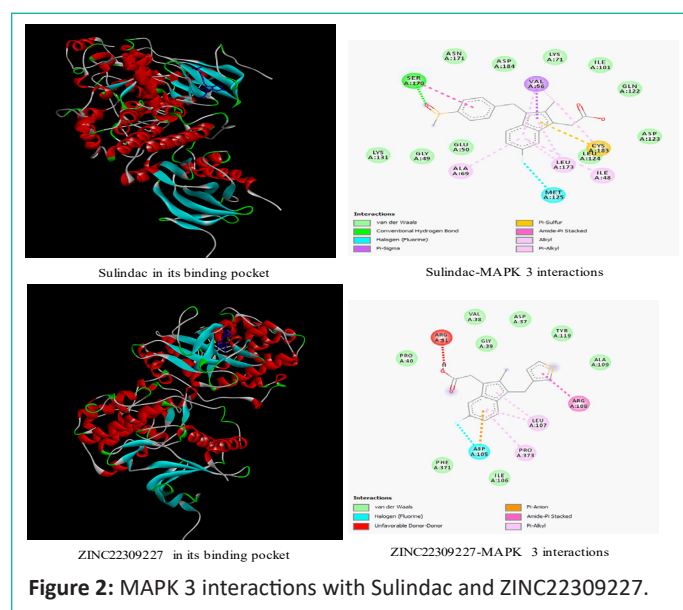 ASN
A:171
ASP
A:184
LYS
A:71
ILE
A:101
SER
A:170
VAL
A:56
GLN
A:122
ASP
A:123
LYS
A:131
GLY
A:49
GLU
A:50
CYS
A:183
LEU
A:124
ALA
A:69
LEU
A:173
ILE
A:48
MET
A:125
Interactions
van der Waals
Conventional Hydrogen Bond
Halogen (Fluorine)
Pi-Sigma
Pi-Sulfur
Amide-Pi Stacked
Alkyl
Pi-Alkyl
Sulindac in its binding pocket
Sulindac-MAPK 3 interactions
VAL
A:38
ASP
A:37
TYR
A:119
ARG
A:91
GLY
A:39
PRO
A:40
ALA
A:109
ARG
A:108
LEU
A:107
ASP
A:105
PRO
A:373
PHE
A:371
ILE
A:106
Interactions
van der Waals
Halogen (Fluorine)
Unfavorable Donor-Donor
Pi-Anion
Amide-Pi Stacked
Pi-Alkyl
ZINC22309227 in its binding pocket
ZINC22309227-MAPK 3 interactions
Figure 2: MAPK 3 interactions with Sulindac and ZINC22309227.